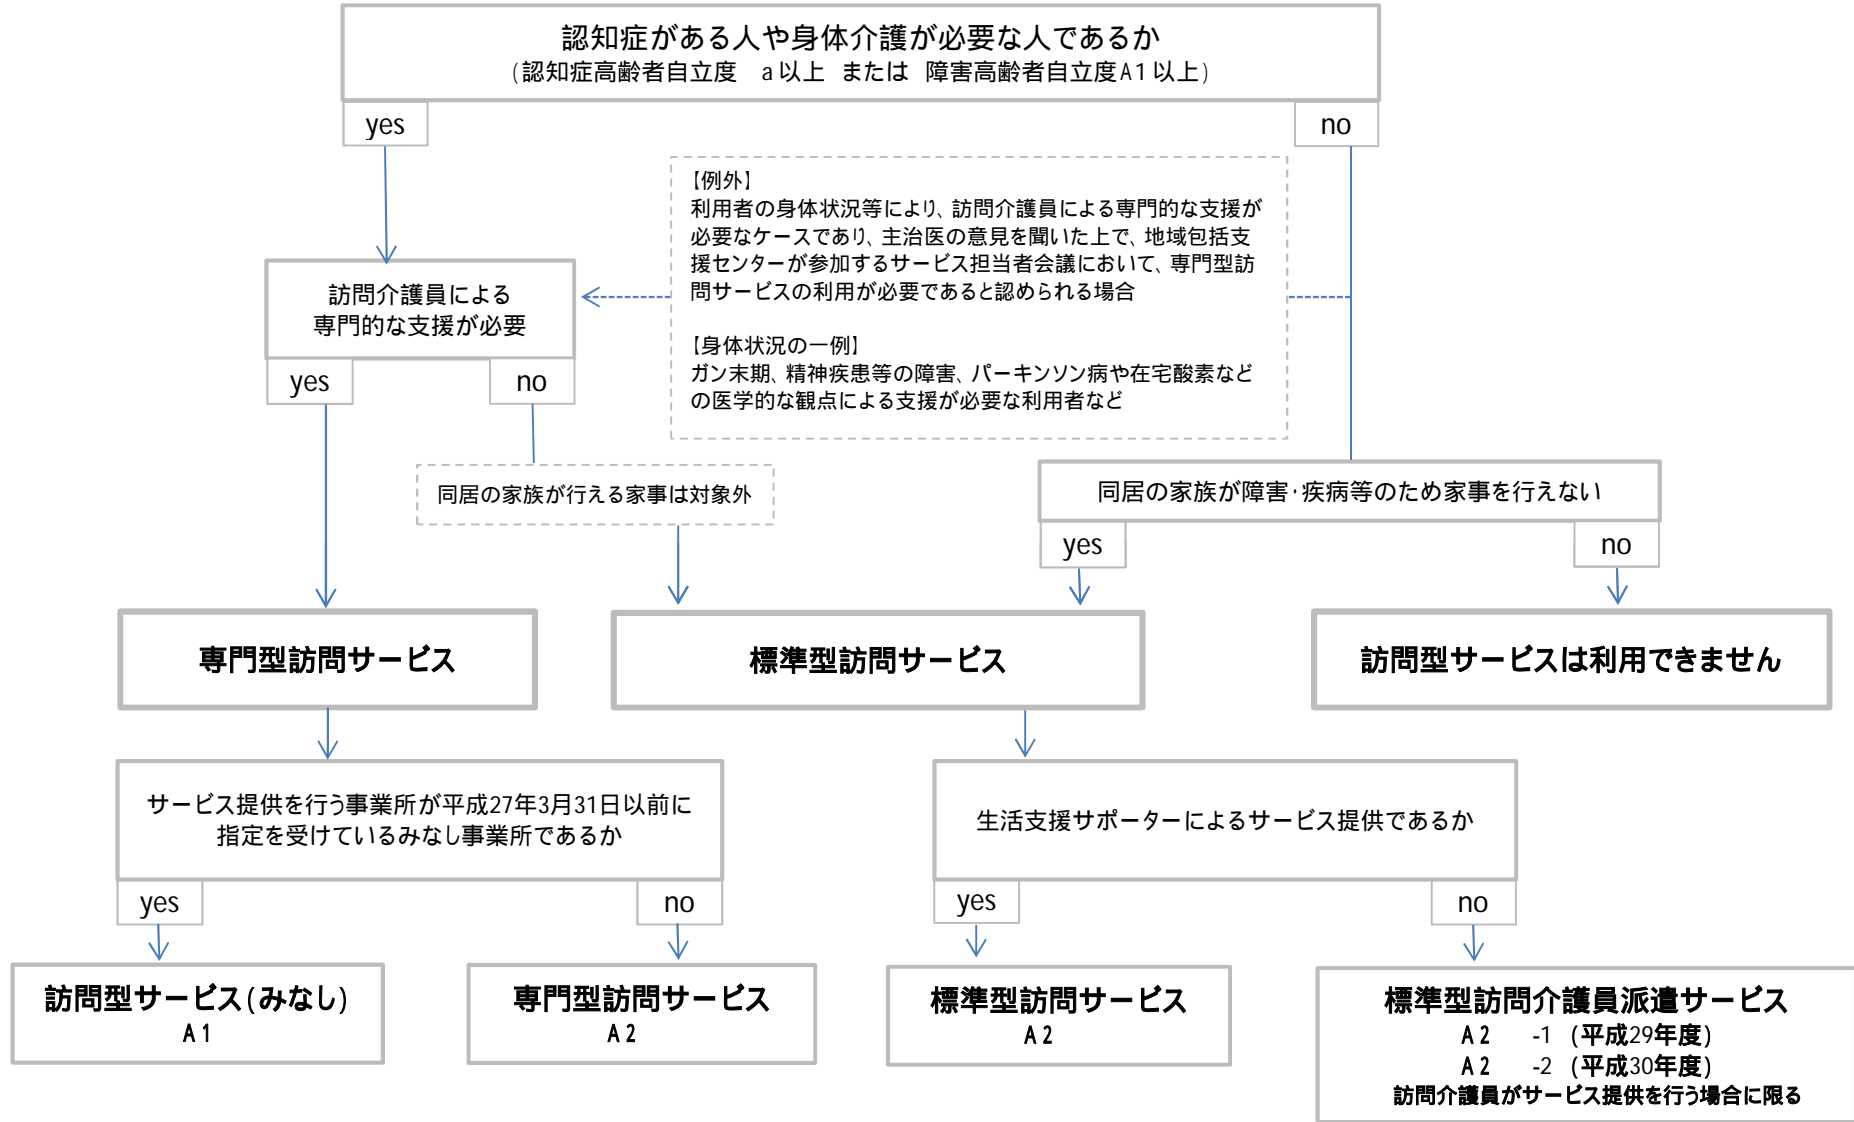 認知症がある人や身体介護が必要な人であるか
(認知症高齢者自立度　a以上 または 障害高齢者自立度A1以上)
yes
no
【例外】
利用者の身体状況等により、訪問介護員による専門的な支援が
必要なケースであり、主治医の意見を聞いた上で、地域包括支
援センターが参加するサービス担当者会議において、専門型訪
問サービスの利用が必要であると認められる場合
【身体状況の一例】
ガン末期、精神疾患等の障害、パーキンソン病や在宅酸素など
の医学的な観点による支援が必要な利用者など
訪問介護員による
専門的な支援が必要
yes
no
同居の家族が行える家事は対象外
同居の家族が障害・疾病等のため家事を行えない
yes
no
専門型訪問サービス
標準型訪問サービス
訪問型サービスは利用できません
サービス提供を行う事業所が平成27年3月31日以前に
指定を受けているみなし事業所であるか
yes
no
生活支援サポーターによるサービス提供であるか
yes
no
訪問型サービス(みなし)
A1
専門型訪問サービス
A2
標準型訪問サービス
A2
標準型訪問介護員派遣サービス
A2　-1 (平成29年度)
A2　-2 (平成30年度)
訪問介護員がサービス提供を行う場合に限る